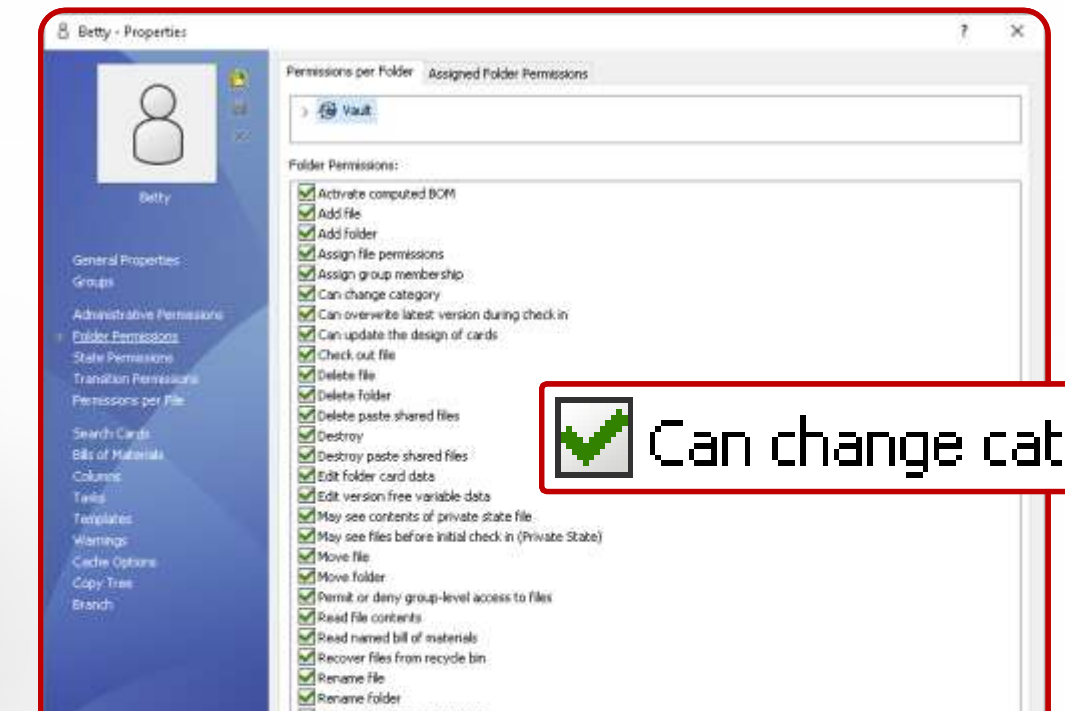 Betty - Properties
?
Permissions per Folder
Assigned Folder Permissions
Vault
Folder Permissions:
Betty
General Properties
Groups
Administrative Permissions
Folder Permissions
State Permissions
Transition Permissions
Permissions per File
Search Cards
Bills of Materials
Columns
Tasks
Templates
Warnings
Cache Options
Copy Tree
Branch
Activate computed BOM
Add file
Add folder
Assign file permissions
Assign group membership
Can change category
Can overwrite latest version during check in
Can update the design of cards
Check out file
Delete file
Delete folder
Delete paste shared files
Destroy
Destroy paste shared files
Edit folder card data
Edit version free variable data
May see contents of private state file
May see files before initial check in (Private State)
Move file
Move folder
Permit or deny group-level access to files
Read file contents
Read named bill of materials
Recover files from recycle bin
Rename file
Rename folder
Can change cat